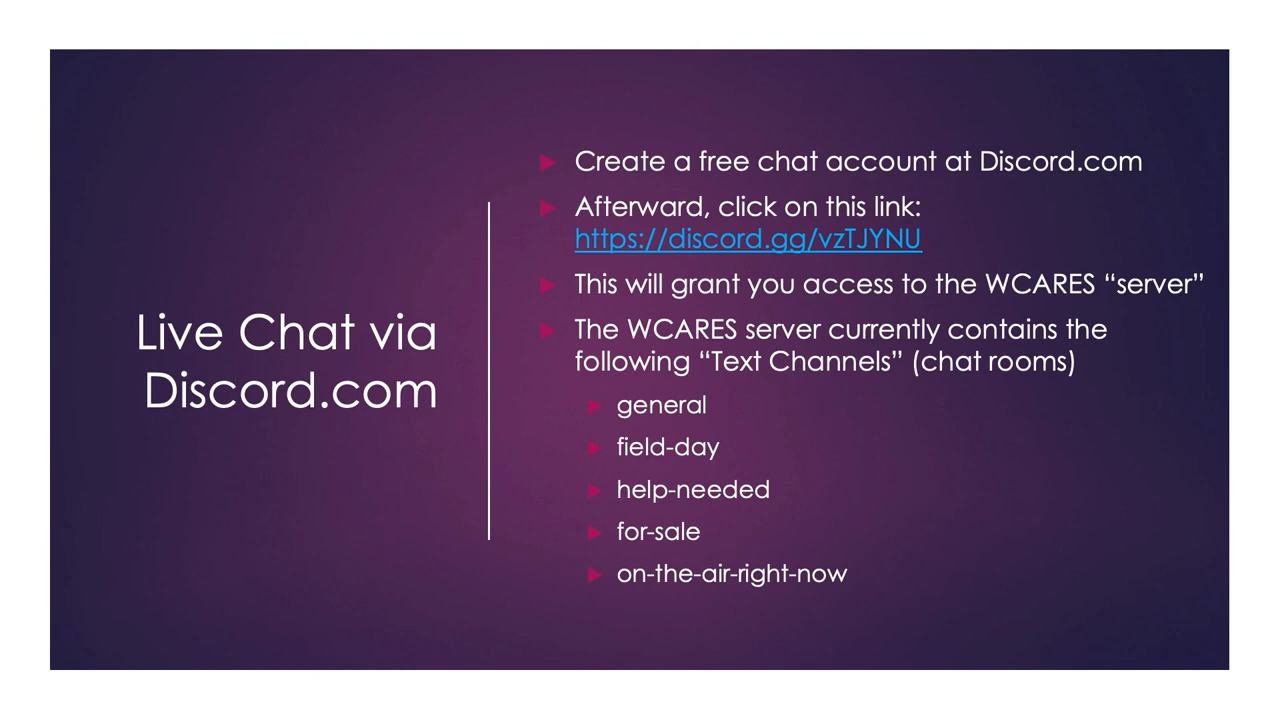 Live Chat via
Discord.com
Create a free chat account at Discord.com
Afterward, click on this link:
https://discord.gg/vzTJYNU
This will grant you access to the WCARES “server”
The WCARES server currently contains the
following “Text Channels” (chat rooms)
general
field-day
help-needed
for-sale
on-the-air-right-now